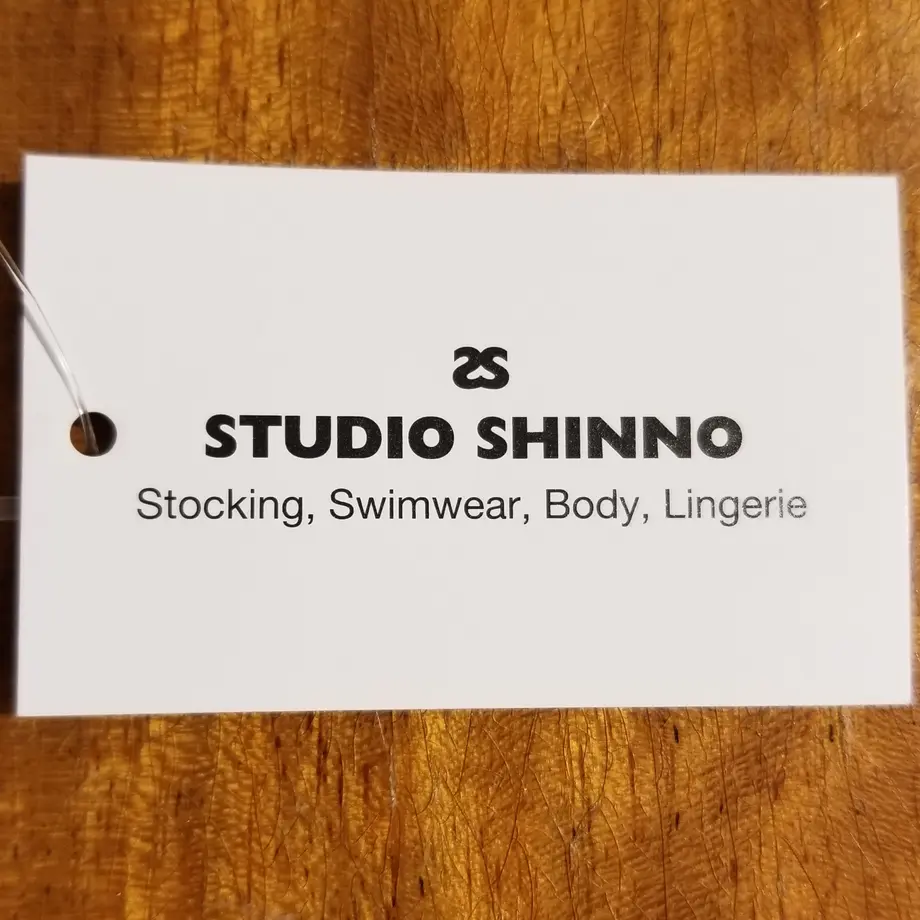 STUDIO SHINNO
Stocking, Swimwear, Body, Lingerie